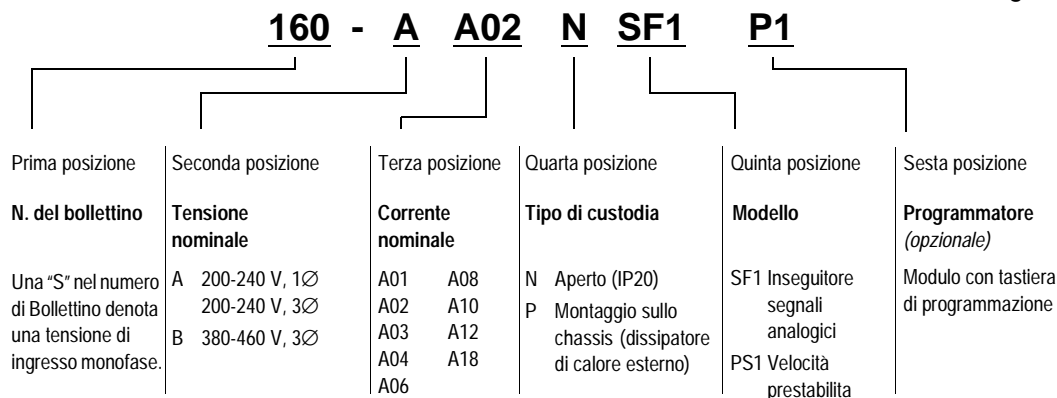 160 - A A02 N SF1 P1
Prima posizione
N. del bollettino
Una "S" nel numero
di Bollettino denota
una tensione di
ingresso monofase.
Seconda posizione
Tensione
nominale
A 200-240 V, 1∅
200-240 V, 3∅
B 380-460 V, 3∅
Terza posizione
Corrente
nominale
A01 A08
A02 A10
A03 A12
A04 A18
A06
Quarta posizione
Tipo di custodia
N Aperto (IP20)
P Montaggio sullo
chassis (dissipatore
di calore esterno)
Quinta posizione
Modello
SF1 Inseguitore
segnali
analogici
PS1 Velocità
prestabilita
Sesta posizione
Programmatore
(opzionale)
Modulo con tastiera
di programmazione